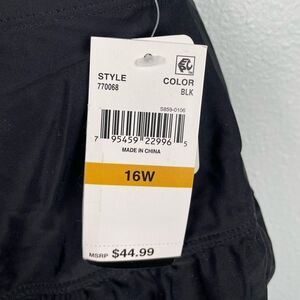 STYLE
770068
COLOR
BLK
S859-0106
7 95459 22996 5
MADE IN CHINA
16W
MSRP $44.99